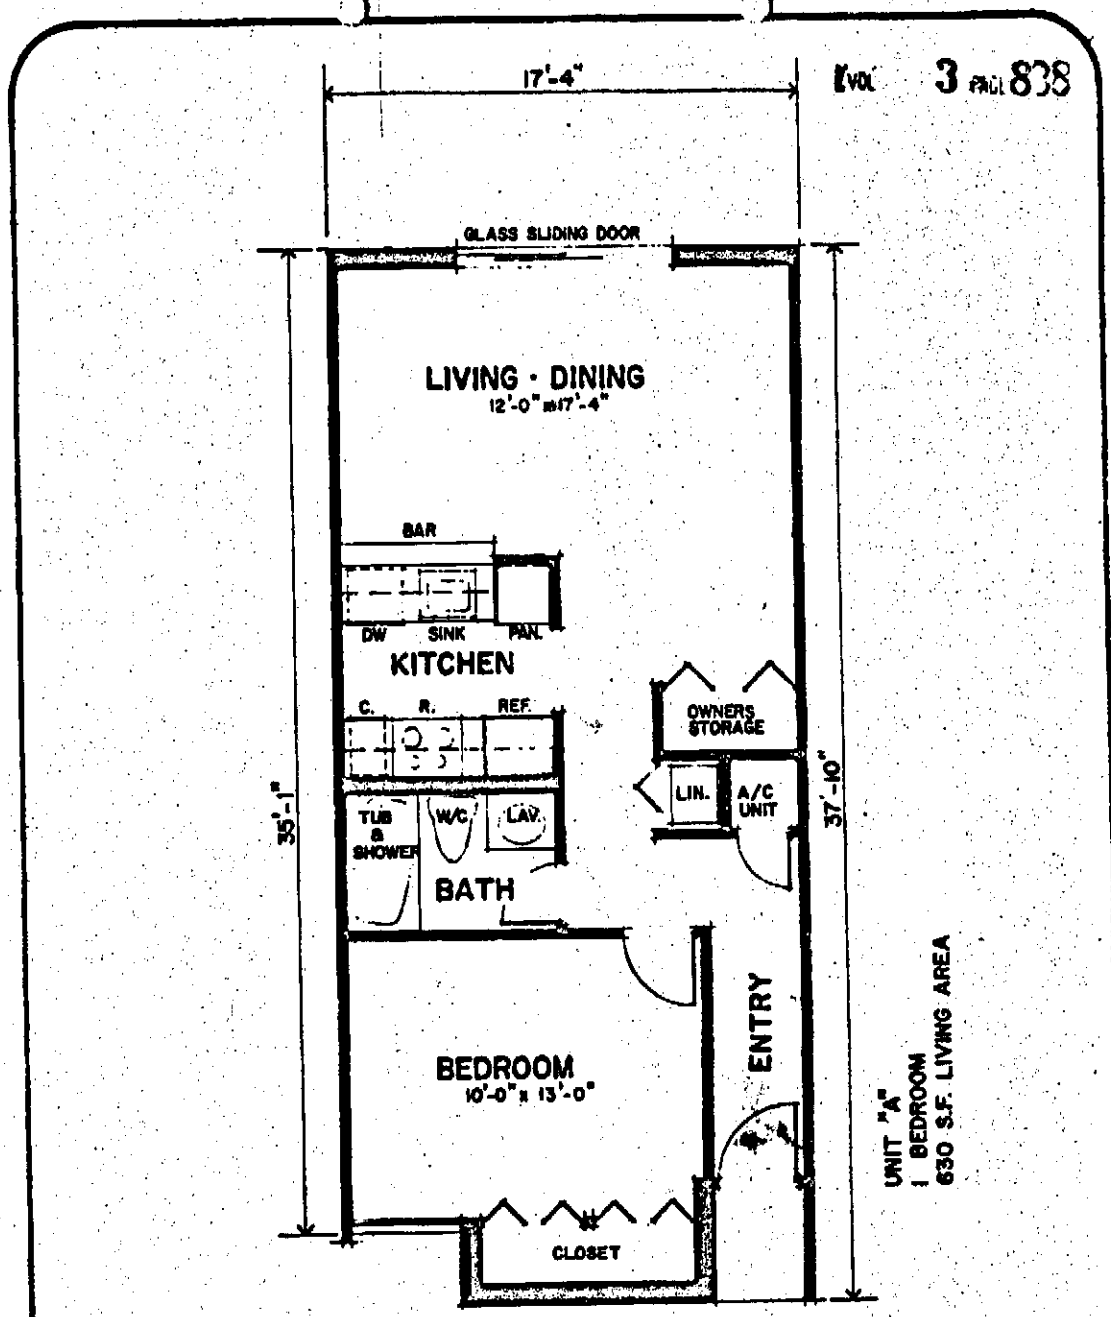 VOL 3 PAGE 838
17'-4"
GLASS SLIDING DOOR
LIVING · DINING
12'-0" x 17'-4"
BAR
DW SINK PAN.
KITCHEN
C. R. REF.
OWNERS
STORAGE
LIN.
A/C
UNIT
35'-1"
37'-10"
TUB
&
SHOWER
W/C
LAV.
BATH
ENTRY
BEDROOM
10'-0" x 13'-0"
CLOSET
UNIT "A"
1 BEDROOM
630 S.F. LIVING AREA